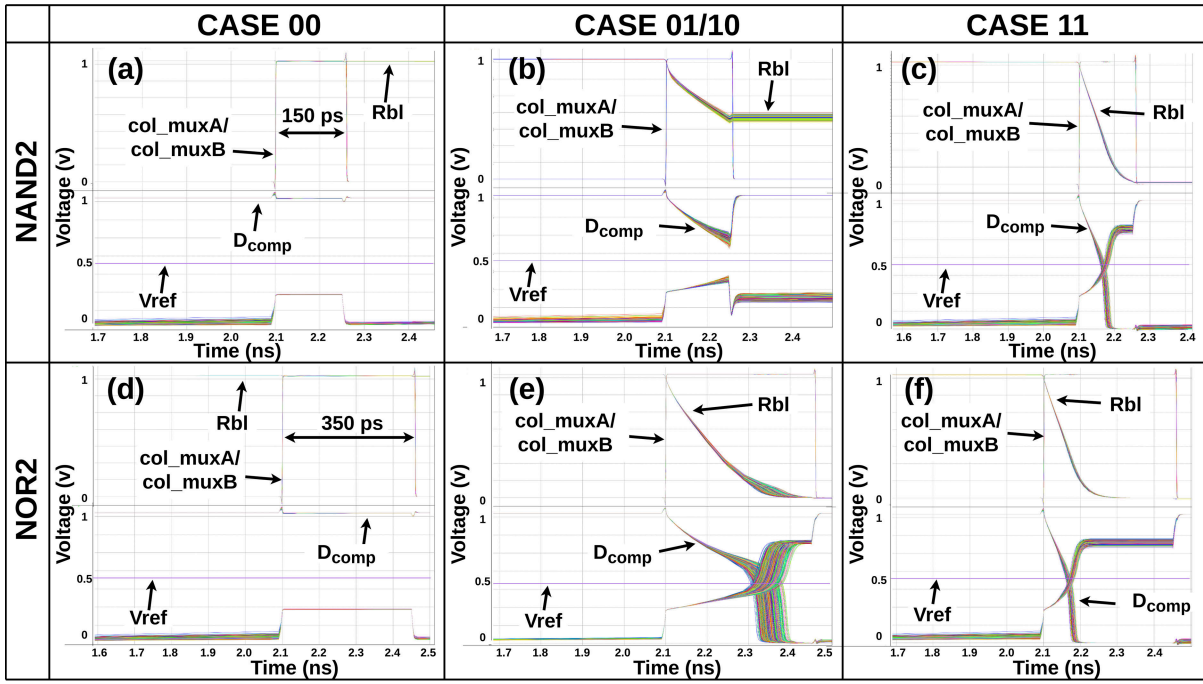 CASE 00
CASE 01/10
CASE 11
NAND2
(a)
Voltage (v)
1
0
1
0.5
0
col_muxA/
col_muxB
150 ps
Rbl
Dcomp
Vref
1.7 1.8 1.9 2.0 2.1 2.2 2.3 2.4
Time (ns)
(b)
Voltage (v)
1
0
1
0.5
0
col_muxA/
col_muxB
Rbl
Dcomp
Vref
1.7 1.8 1.9 2.0 2.1 2.2 2.3 2.4
Time (ns)
(c)
Voltage (v)
1
0
1
0.5
0
col_muxA/
col_muxB
Rbl
Dcomp
Vref
1.7 1.8 1.9 2.0 2.1 2.2 2.3 2.4
Time (ns)
NOR2
(d)
Voltage (v)
1
0
1
0.5
0
Rbl
350 ps
col_muxA/
col_muxB
Dcomp
Vref
1.6 1.7 1.8 1.9 2.0 2.1 2.2 2.3 2.4 2.5
Time (ns)
(e)
Voltage (v)
1
0
1
0.5
0
Rbl
col_muxA/
col_muxB
Dcomp
Vref
1.7 1.8 1.9 2.0 2.1 2.2 2.3 2.4 2.5
Time (ns)
(f)
Voltage (v)
1
0
1
0.5
0
Rbl
col_muxA/
col_muxB
Vref
Dcomp
1.7 1.8 1.9 2.0 2.1 2.2 2.3 2.4
Time (ns)